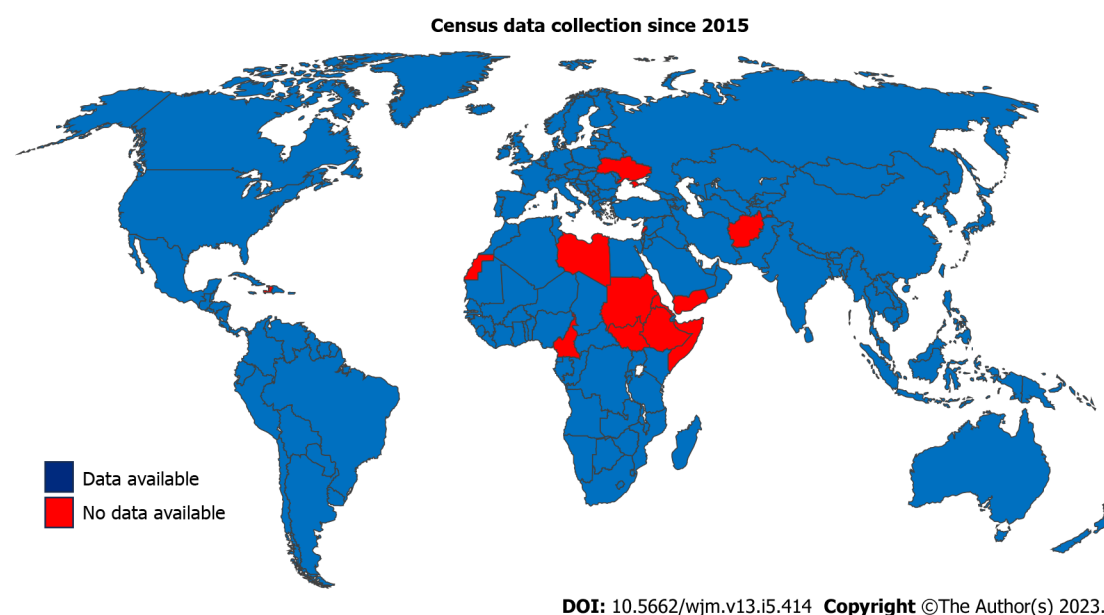 Census data collection since 2015
Data available
No data available
DOI: 10.5662/wjm.v13.i5.414 Copyright ©The Author(s) 2023.